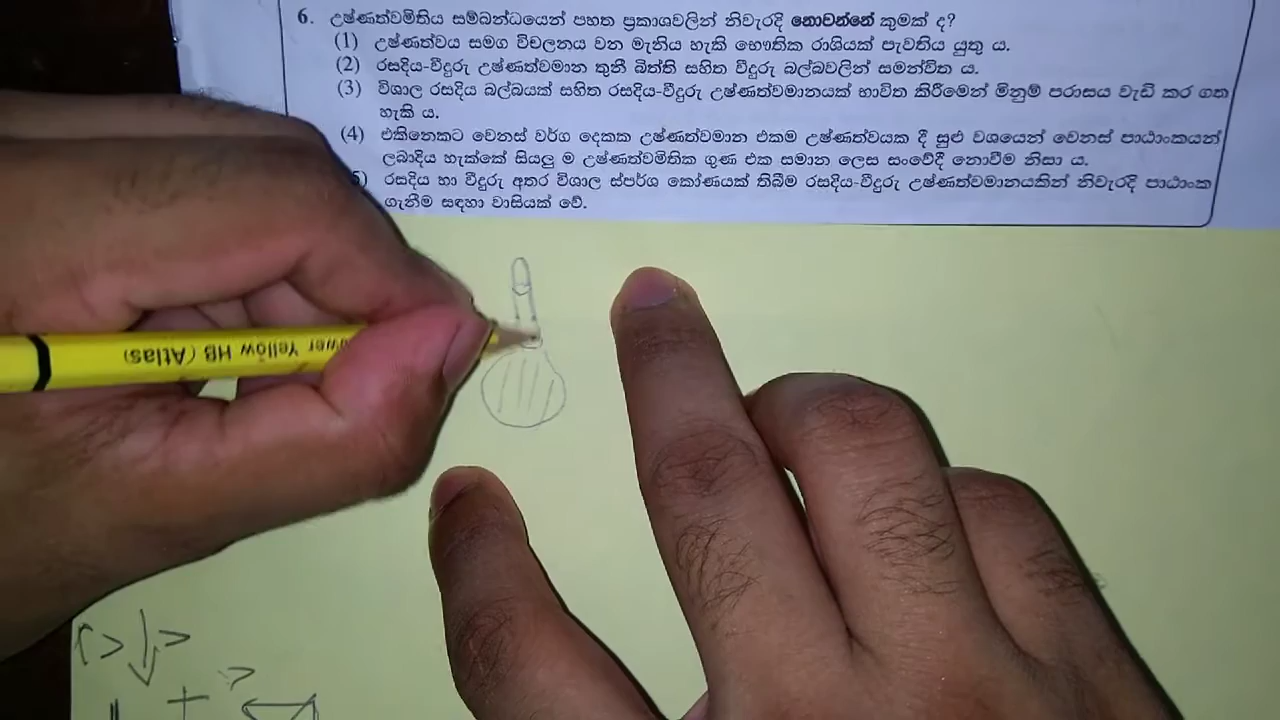 6. උෂ්ණත්වමිතිය සම්බන්ධයෙන් පහත ප්‍රකාශවලින් නිවැරදි නොවන්නේ කුමක් ද?
(1) උෂ්ණත්වය සමග විචලනය වන මැනිය හැකි භෞතික රාශියක් පැවතිය යුතු ය.
(2) රසදිය-වීදුරු උෂ්ණත්වමාන තුනී බිත්ති සහිත වීදුරු බල්බවලින් සමන්විත ය.
(3) විශාල රසදිය බල්බයක් සහිත රසදිය-වීදුරු උෂ්ණත්වමානයක් භාවිත කිරීමෙන් මිනුම් පරාසය වැඩි කර ගත
හැකි ය.
(4) එකිනෙකට වෙනස් වර්ග දෙකක උෂ්ණත්වමාන එකම උෂ්ණත්වයක දී සුළු වශයෙන් වෙනස් පාඨාංකයන්
ලබාදිය හැක්කේ සියලු ම උෂ්ණත්වමිතික ගුණ එක සමාන ලෙස සංවේදී නොවීම නිසා ය.
5) රසදිය හා වීදුරු අතර විශාල ස්පර්ශ කෝණයක් තිබීම රසදිය-වීදුරු උෂ්ණත්වමානයකින් නිවැරදි පාඨාංක
ගැනීම සඳහා වාසියක් වේ.
ower Yellow HB (Atlas)